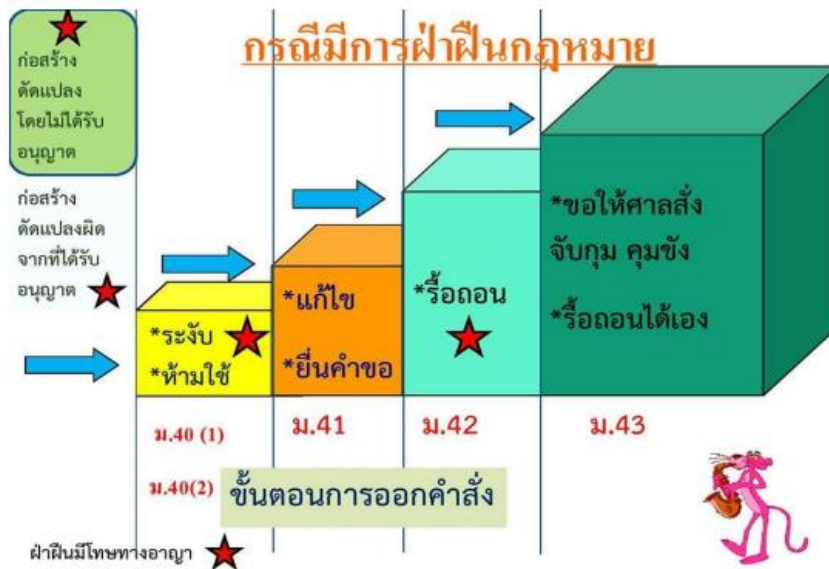 กรณีมีการฝ่าฝืนกฎหมาย
ก่อสร้าง
ดัดแปลง
โดยไม่ได้รับ
อนุญาต
ก่อสร้าง
ดัดแปลงผิด
จากที่ได้รับ
อนุญาต
*ระงับ
*ห้ามใช้
*แก้ไข
*ยื่นคำขอ
*รื้อถอน
*ขอให้ศาลสั่ง
จับกุม คุมขัง
*รื้อถอนได้เอง
ม.40 (1)
ม.40(2)
ม.41
ม.42
ม.43
ขั้นตอนการออกคำสั่ง
ฝ่าฝืนมีโทษทางอาญา